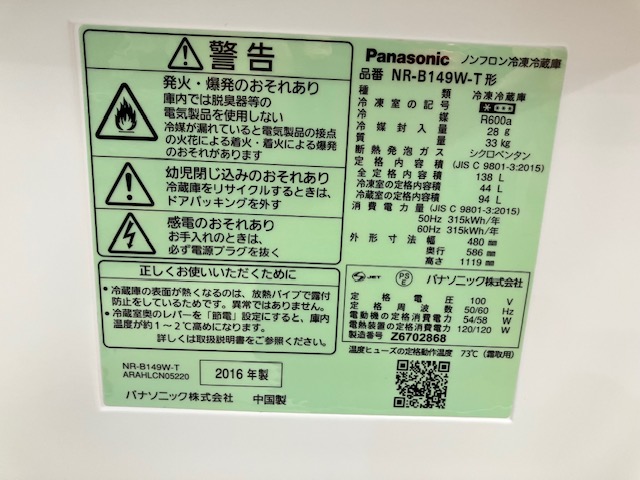 警告
発火・爆発のおそれあり
庫内では脱臭器等の
電気製品を使用しない
冷媒が漏れていると電気製品の接点
の火花による着火・着火による爆発
のおそれあり
幼児閉じ込みのおそれあり
冷蔵庫をリサイクルするときは、
ドアパッキングを外す
感電のおそれあり
お手入れのときは、
必ず電源プラグを抜く
正しくお使いいただくために
・冷蔵庫の表面が熱くなるのは、放熱パイプで露付
防止をしているためです。異常ではありません。
・冷蔵室奥のレバーを「節電」設定にすると、庫内
温度が約1〜2℃高めになります。
詳しくは取扱説明書をご覧ください。
NR-B149W-T
ARAHLCN05220
2016年製
パナソニック株式会社 中国製
Panasonic ノンフロン冷凍冷蔵庫
品番 NR-B149W-T形
種類 冷凍冷蔵庫
冷凍室の記号 * ***
冷媒 R600a
冷媒封入量 28g
質量 33kg
断熱発泡ガス シクロペンタン
定格内容積 (JIS C 9801-3:2015)
全定格内容積 138 L
冷凍室の定格内容積 44 L
冷蔵室の定格内容積 94 L
消費電力量 (JIS C 9801-3:2015)
50Hz 315kWh/年
60Hz 315kWh/年
外形寸法 幅 480 mm
奥行 586 mm
高さ 1119 mm
JET PS E パナソニック株式会社
定格電圧 100 V
定格周波数 50/60 Hz
電動機の定格消費電力 54/58 W
電熱装置の定格消費電力 120/120 W
製造番号 Z6702868
温度ヒューズの定格動作温度 73℃(霜取用)